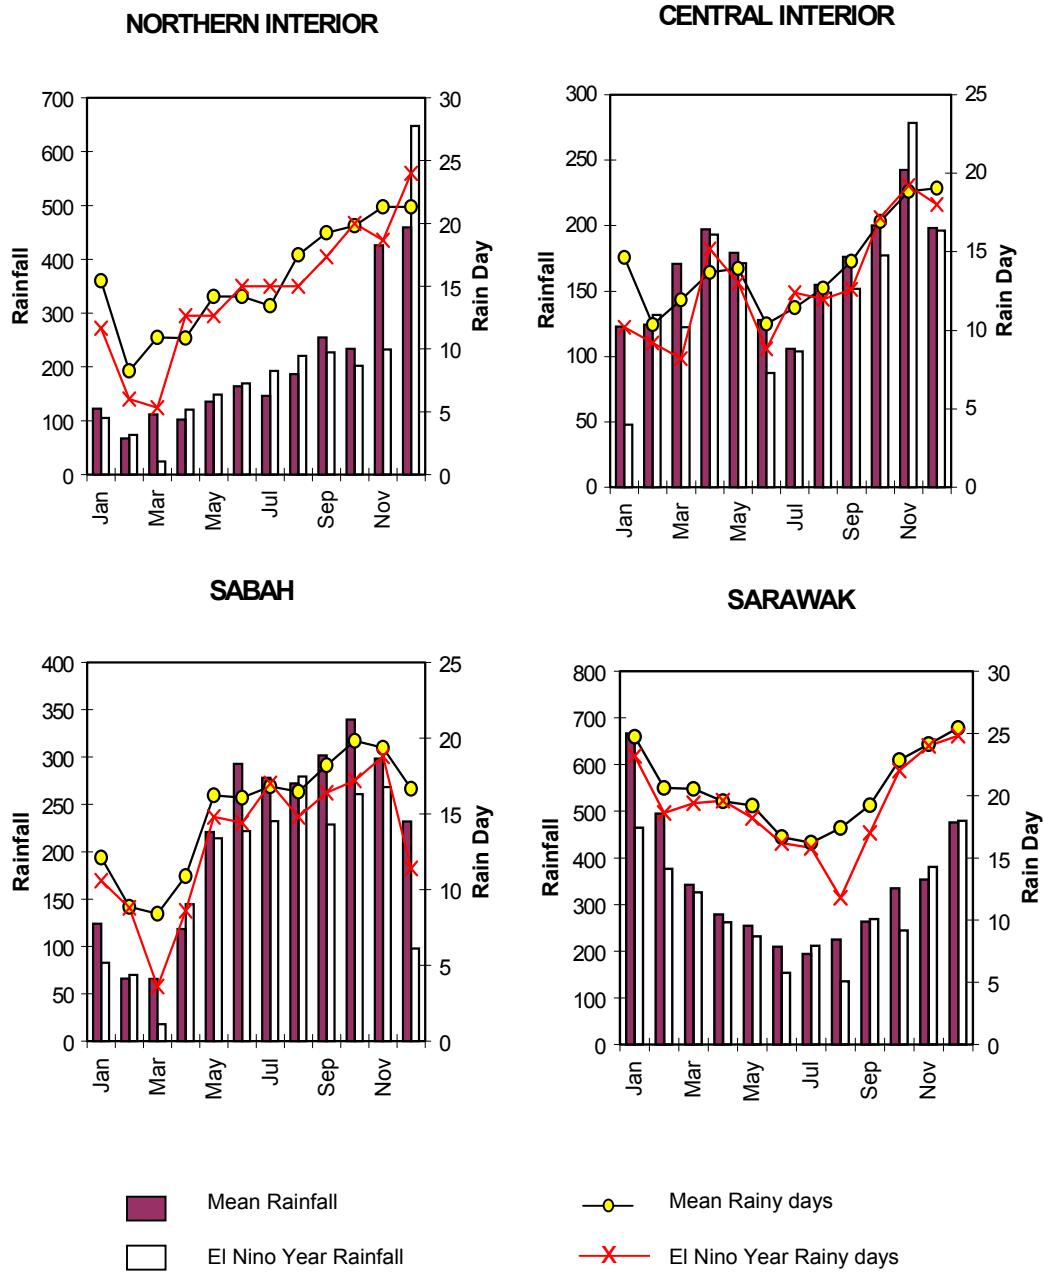 NORTHERN INTERIOR
700
600
500
400
300
200
100
0
Rainfall
30
25
20
15
10
5
0
Rain Day
Jan
Mar
May
Jul
Sep
Nov
CENTRAL INTERIOR
300
250
200
150
100
50
0
Rainfall
25
20
15
10
5
0
Rain Day
Jan
Mar
May
Jul
Sep
Nov
SABAH
400
350
300
250
200
150
100
50
0
Rainfall
25
20
15
10
5
0
Rain Day
Jan
Mar
May
Jul
Sep
Nov
SARAWAK
800
700
600
500
400
300
200
100
0
Rainfall
30
25
20
15
10
5
0
Rain Day
Jan
Mar
May
Jul
Sep
Nov
Mean Rainfall
Mean Rainy days
El Nino Year Rainfall
El Nino Year Rainy days